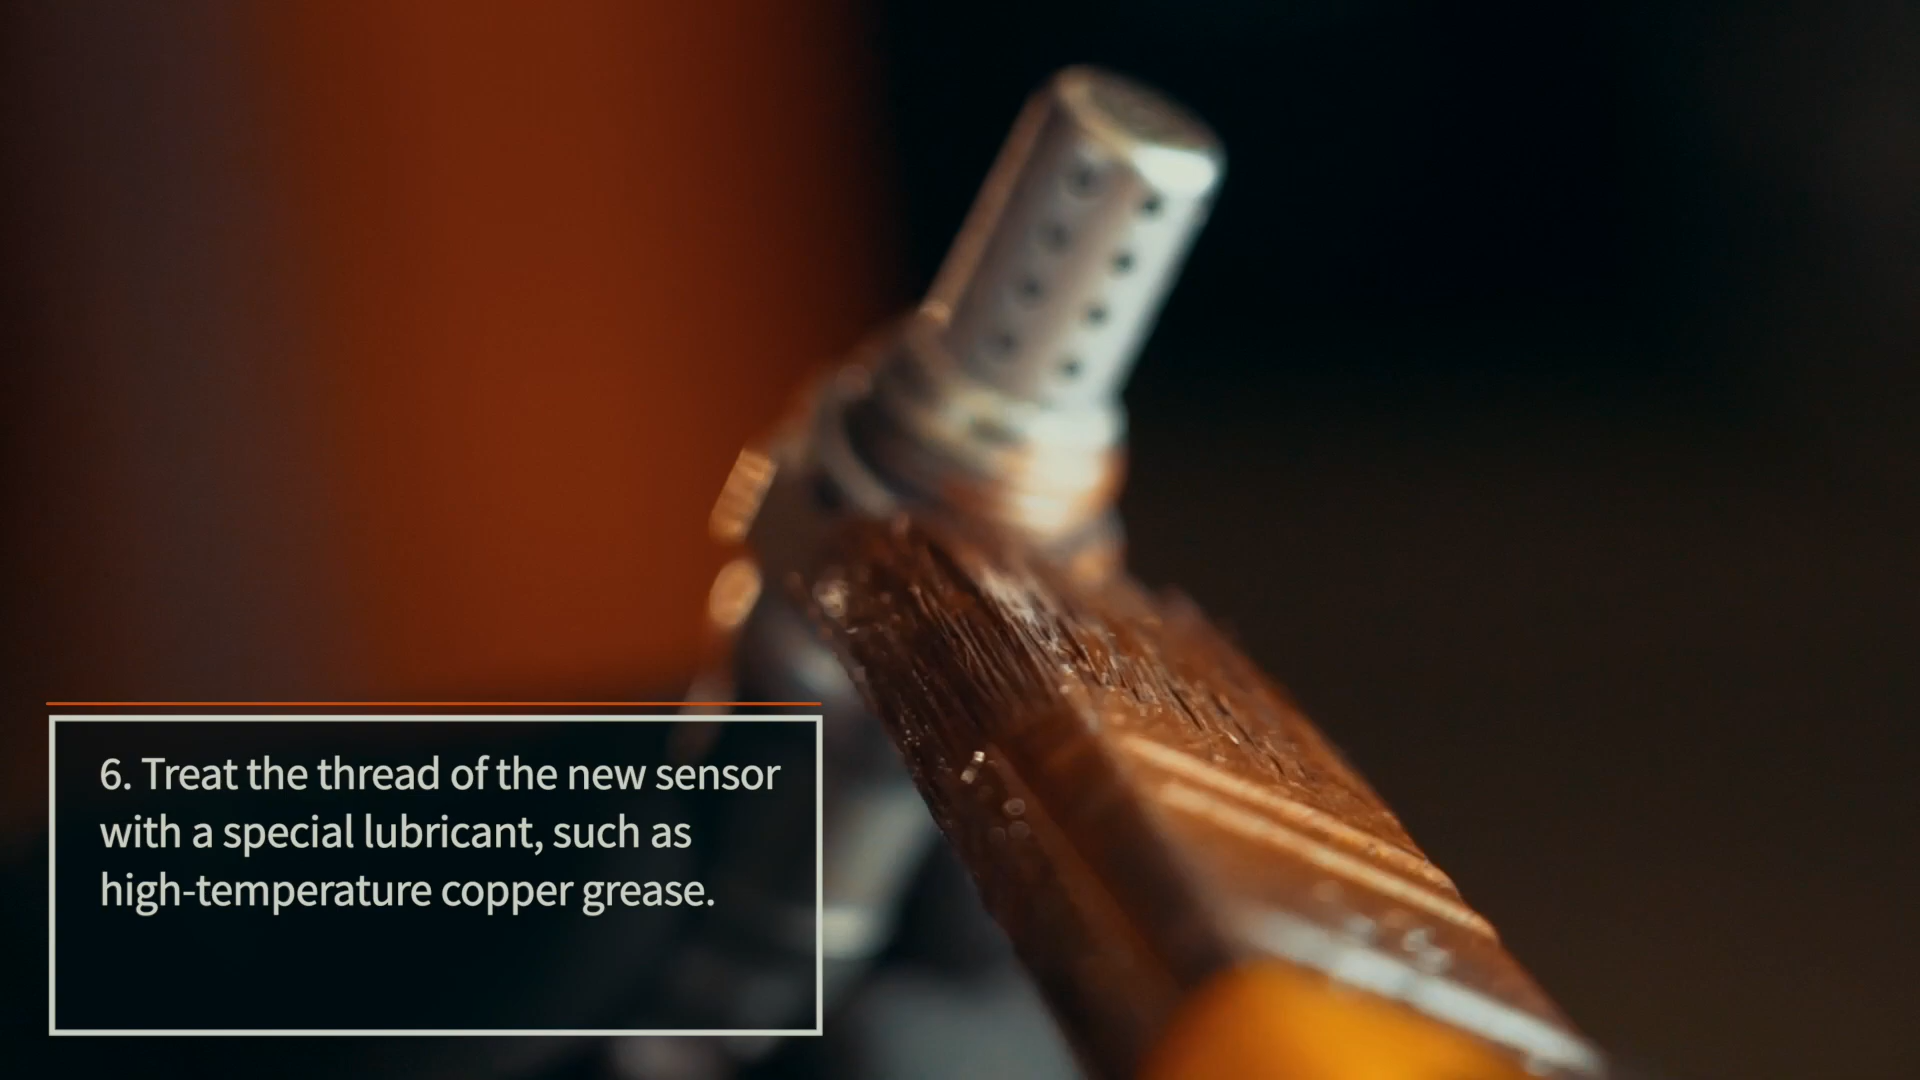 6. Treat the thread of the new sensor
with a special lubricant, such as
high-temperature copper grease.